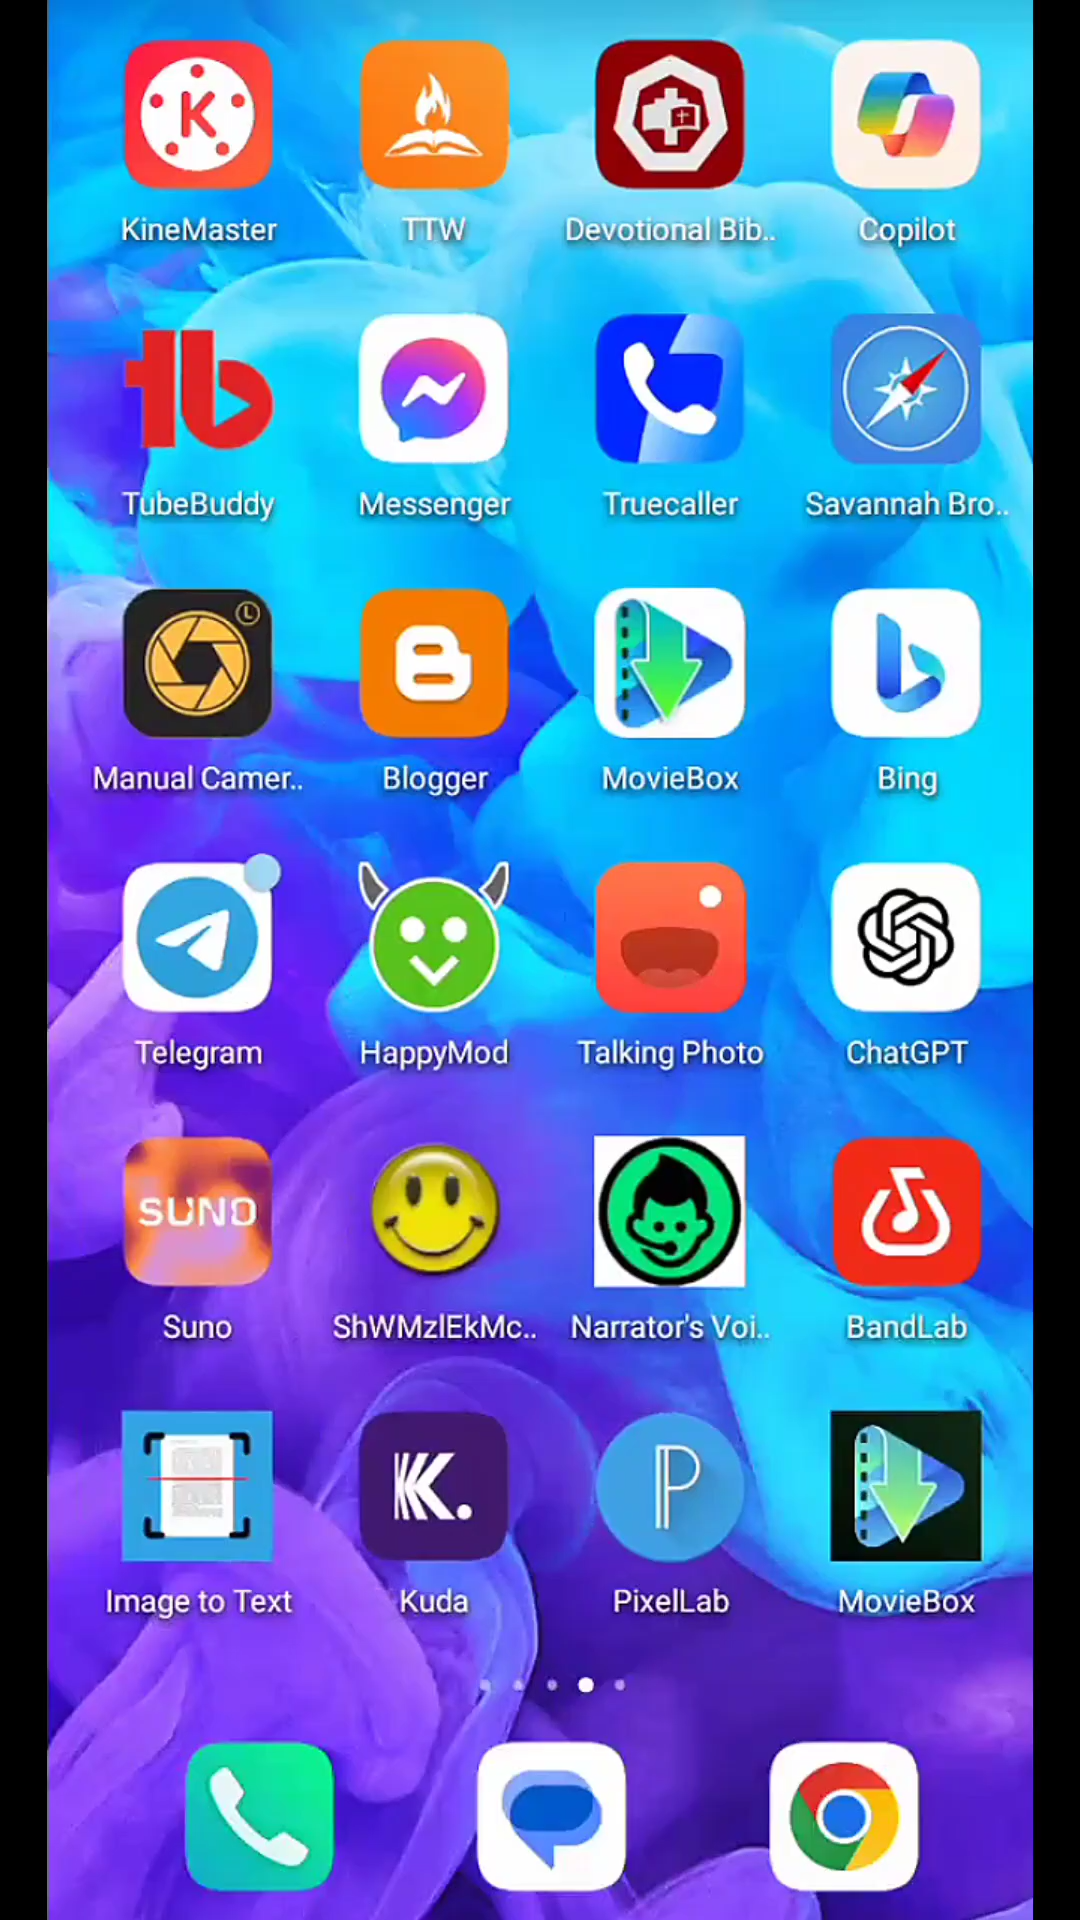 K
KineMaster TTW Devotional Bib.. Copilot
tb
TubeBuddy Messenger Truecaller Savannah Bro..
L
B
Manual Camer.. Blogger MovieBox Bing
Telegram HappyMod Talking Photo ChatGPT
SUNO
Suno ShWMzlEkMc.. Narrator's Voi.. BandLab
K. P
Image to Text Kuda PixelLab MovieBox